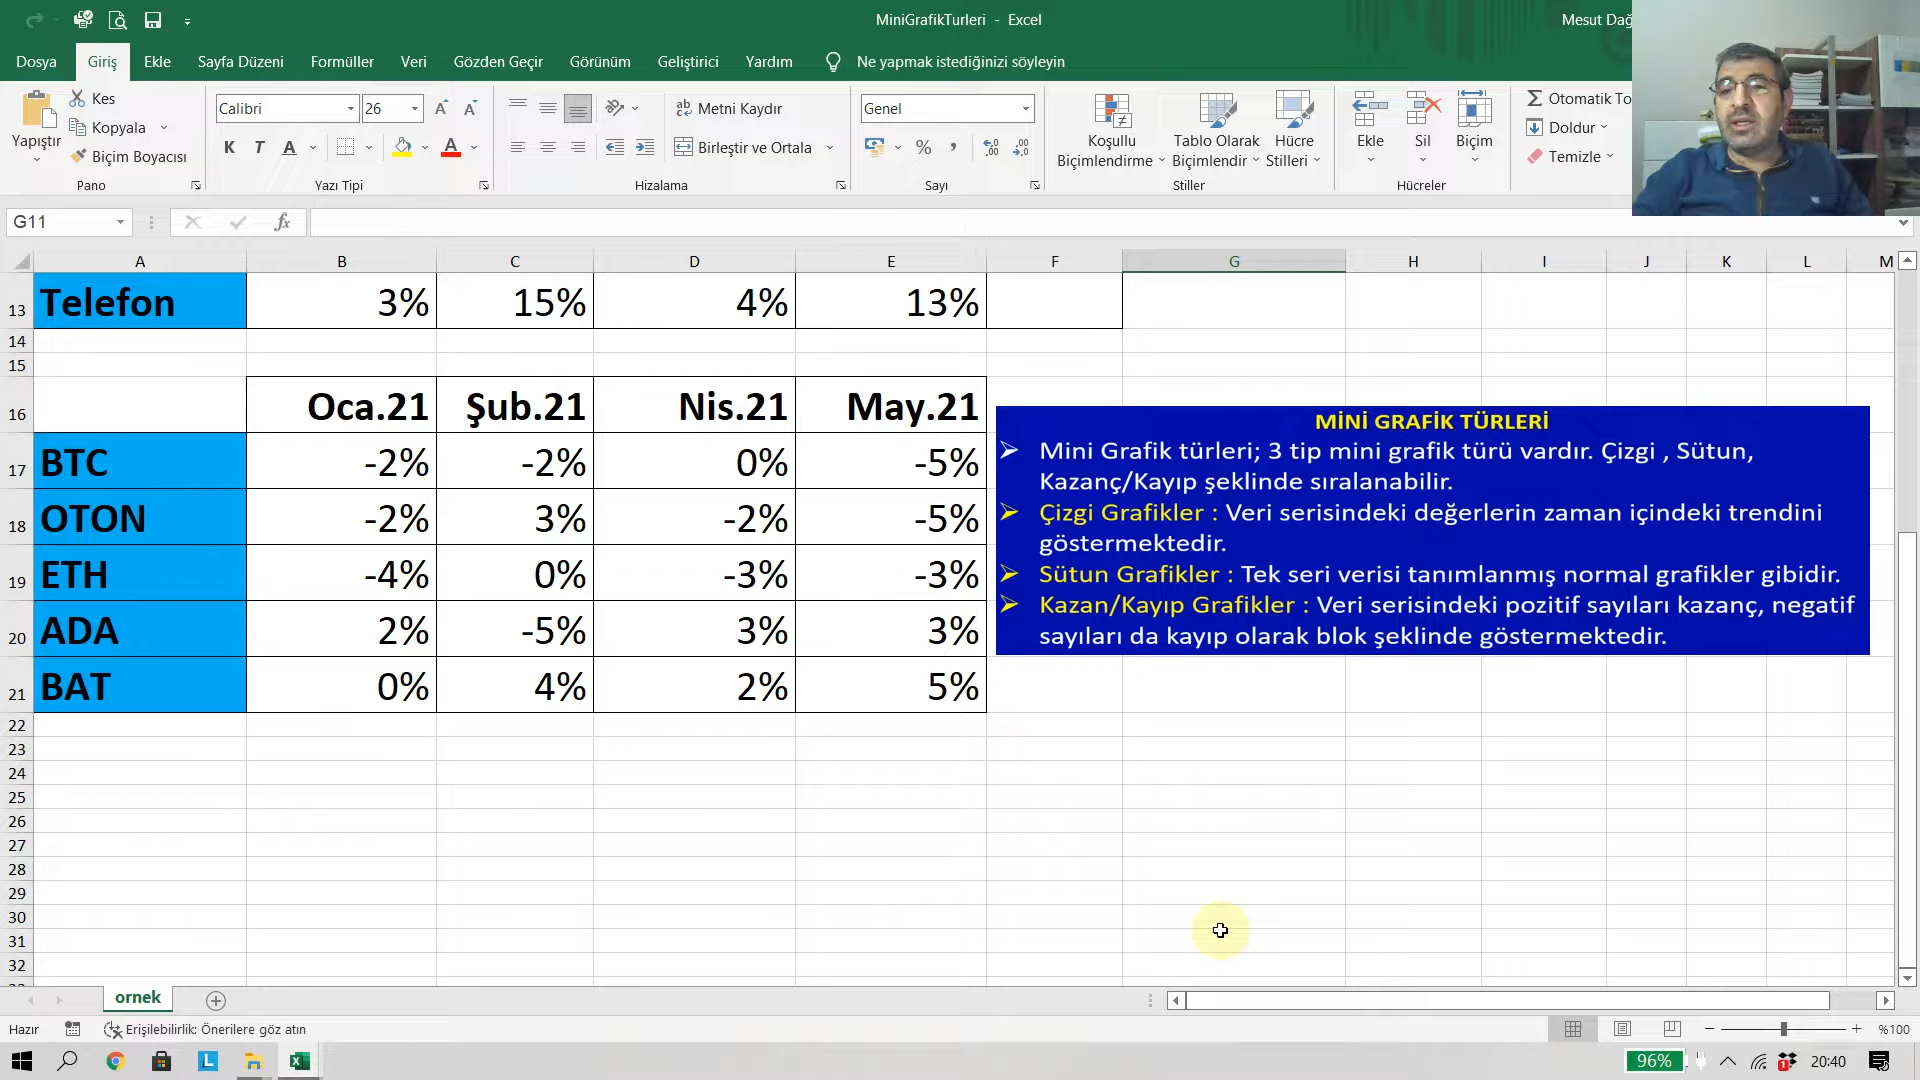 MiniGrafikTurleri - Excel
Mesut Dağ
Dosya
Giriş
Ekle
Sayfa Düzeni
Formüller
Veri
Gözden Geçir
Görünüm
Geliştirici
Yardım
Ne yapmak istediğinizi söyleyin
Yapıştır
Kes
Kopyala
Biçim Boyacısı
Pano
Calibri
26
K T A
Yazı Tipi
Metni Kaydır
Birleştir ve Ortala
Hizalama
Genel
Sayı
Koşullu
Biçimlendirme
Tablo Olarak
Biçimlendir
Hücre
Stilleri
Stiller
Ekle
Sil
Biçim
Hücreler
Otomatik To
Doldur
Temizle
G11
fx
A B C D E F G H I J K L M
13 Telefon 3% 15% 4% 13%
14
15
16 Oca.21 Şub.21 Nis.21 May.21
17 BTC -2% -2% 0% -5%
18 OTON -2% 3% -2% -5%
19 ETH -4% 0% -3% -3%
20 ADA 2% -5% 3% 3%
21 BAT 0% 4% 2% 5%
22
23
24
25
26
27
28
29
30
31
32
MİNİ GRAFİK TÜRLERİ
Mini Grafik türleri; 3 tip mini grafik türü vardır. Çizgi , Sütun,
Kazanç/Kayıp şeklinde sıralanabilir.
Çizgi Grafikler : Veri serisindeki değerlerin zaman içindeki trendini
göstermektedir.
Sütun Grafikler : Tek seri verisi tanımlanmış normal grafikler gibidir.
Kazan/Kayıp Grafikler : Veri serisindeki pozitif sayıları kazanç, negatif
sayıları da kayıp olarak blok şeklinde göstermektedir.
ornek
Hazır
Erişilebilirlik: Önerilere göz atın
%100
96%
20:40